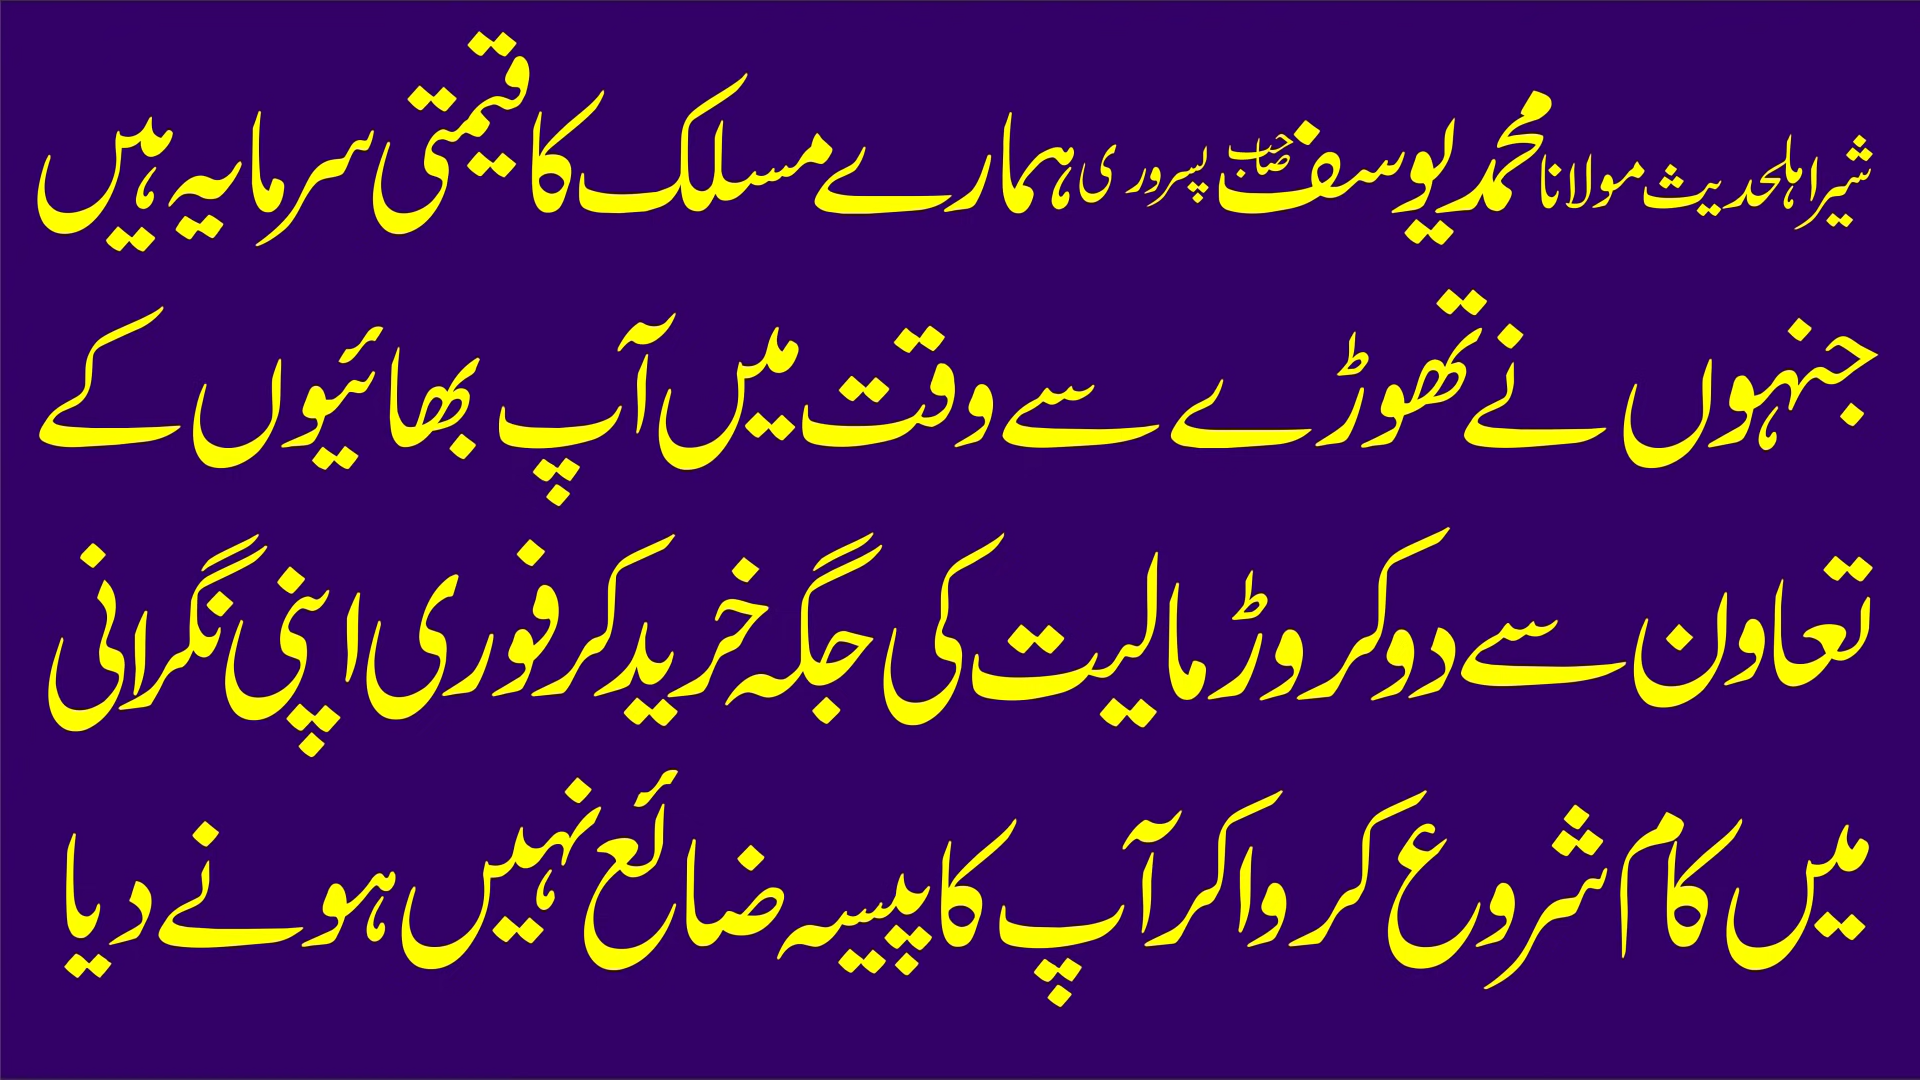 شیر اہلحدیث مولانا محمد یوسف صاحب پسروری ہمارے مسلک کا قیمتی سرمایہ ہیں
جنہوں نے تھوڑے سے وقت میں آپ بھائیوں کے
تعاون سے دو کروڑ مالیت کی جگہ خرید کر فوری اپنی نگرانی
میں کام شروع کروا کر آپ کا پیسہ ضائع نہیں ہونے دیا